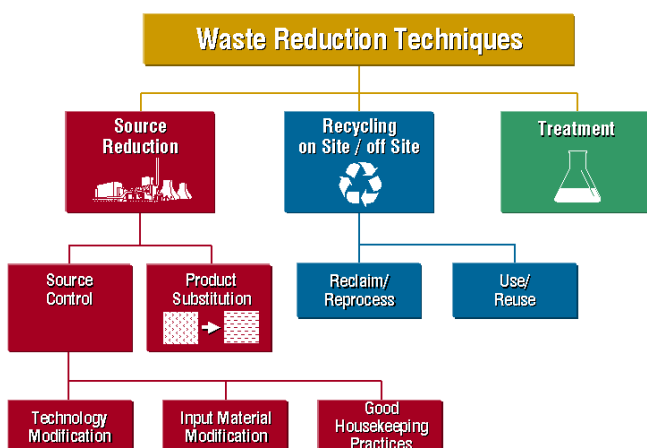 Waste Reduction Techniques
Source
Reduction
Recycling
on Site / off Site
Treatment
Source
Control
Product
Substitution
Reclaim/
Reprocess
Use/
Reuse
Technology
Modification
Input Material
Modification
Good
Housekeeping
Practices